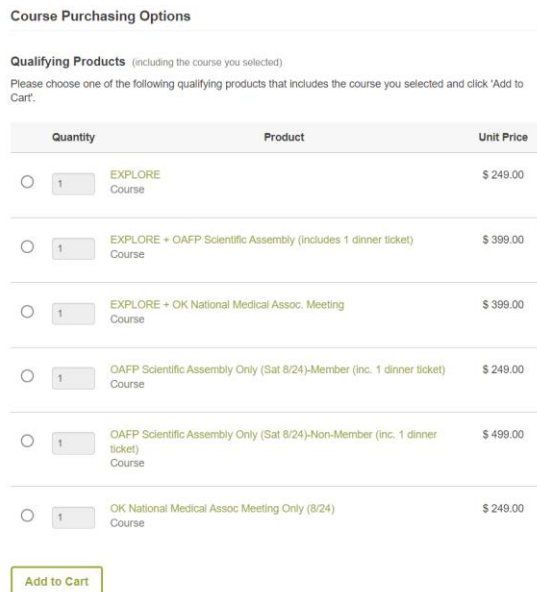 Course Purchasing Options
Qualifying Products (including the course you selected)
Please choose one of the following qualifying products that includes the course you selected and click 'Add to
Cart'.
Quantity Product Unit Price
1 EXPLORE $ 249.00
Course
1 EXPLORE + OAFP Scientific Assembly (includes 1 dinner ticket) $ 399.00
Course
1 EXPLORE + OK National Medical Assoc. Meeting $ 399.00
Course
1 OAFP Scientific Assembly Only (Sat 8/24)-Member (inc. 1 dinner ticket) $ 249.00
Course
1 OAFP Scientific Assembly Only (Sat 8/24)-Non-Member (inc. 1 dinner $ 499.00
ticket)
Course
1 OK National Medical Assoc Meeting Only (8/24) $ 249.00
Course
Add to Cart